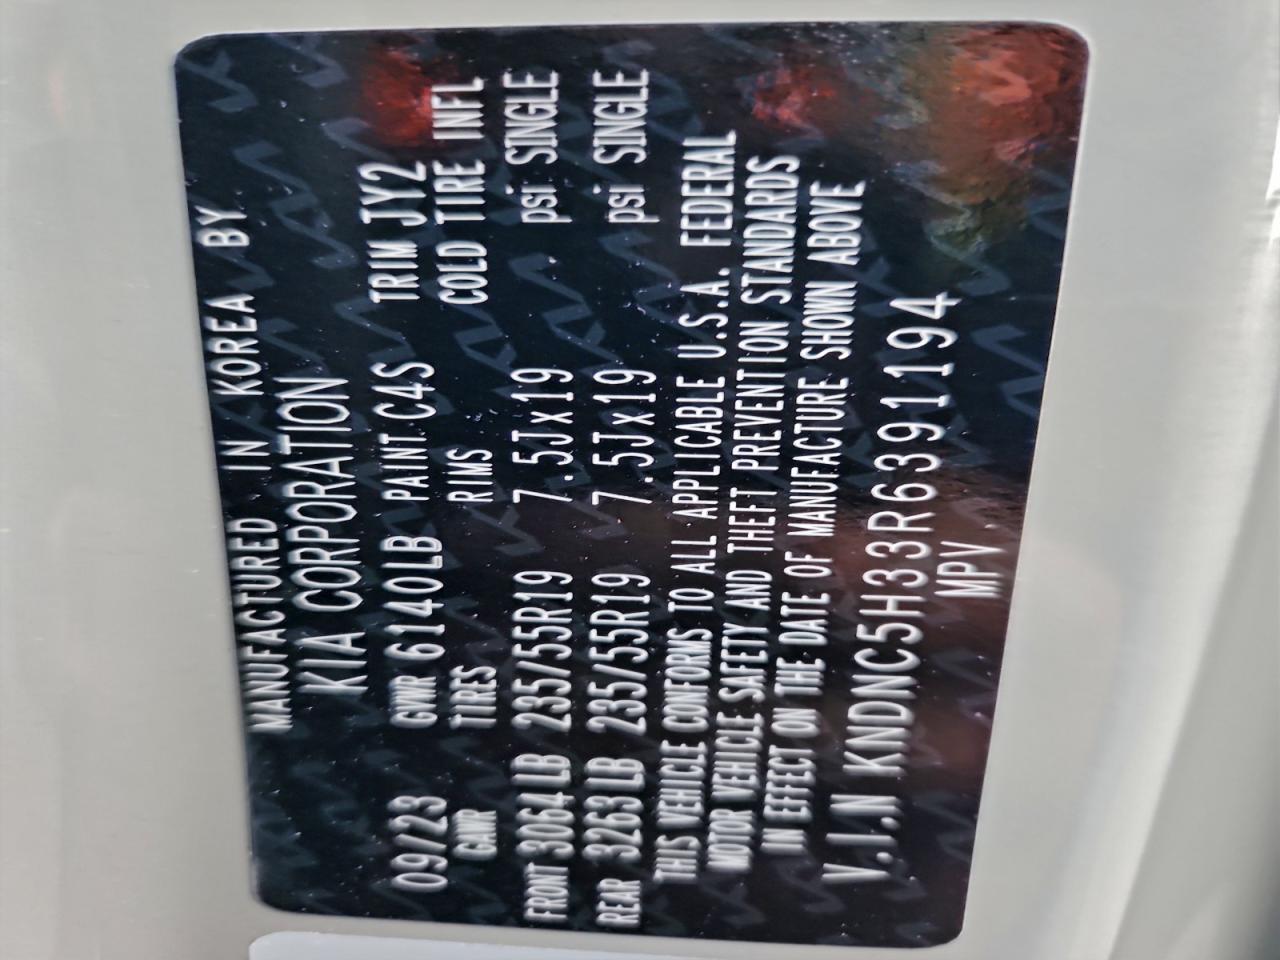 MANUFACTURED IN KOREA BY
KIA CORPORATION
09/23 GVWR 6140LB PAINT C4S TRIM JY2
GAWR TIRES RIMS COLD TIRE INFL
FRONT 3064LB 235/55R19 7.5Jx19 psi SINGLE
REAR 3263LB 235/55R19 7.5Jx19 psi SINGLE
THIS VEHICLE CONFORMS TO ALL APPLICABLE U.S.A. FEDERAL
MOTOR VEHICLE SAFETY AND THEFT PREVENTION STANDARDS
IN EFFECT ON THE DATE OF MANUFACTURE SHOWN ABOVE
V.I.N KNDNC5H33R6391194
MPV